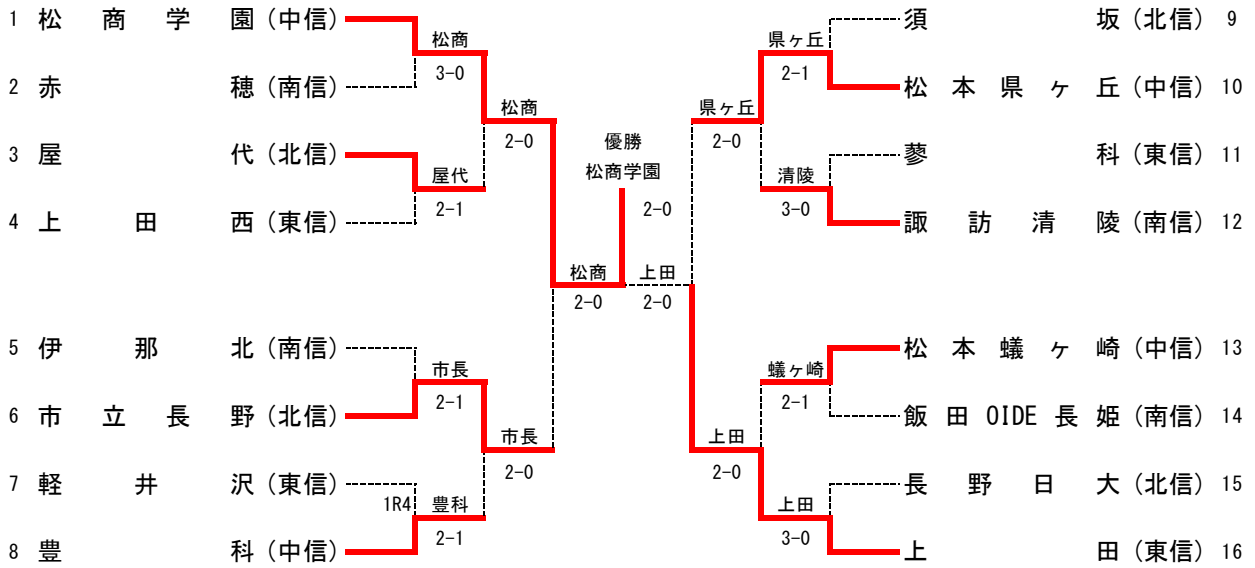 1 松商学園 (中信)
2 赤穂 (南信)
3 屋代 (北信)
4 上田西 (東信)
5 伊那北 (南信)
6 市立長野 (北信)
7 軽井沢 (東信)
8 豊科 (中信)
松商
3-0
屋代
2-1
市長
2-1
1R4
豊科
2-1
松商
2-0
市長
2-0
松商
2-0
優勝
松商学園
2-0
上田
2-0
県ヶ丘
2-0
上田
2-0
県ヶ丘
2-1
清陵
3-0
蟻ヶ崎
2-1
上田
3-0
須坂 (北信) 9
松本県ヶ丘 (中信) 10
蓼科 (東信) 11
諏訪清陵 (南信) 12
松本蟻ヶ崎 (中信) 13
飯田OIDE長姫 (南信) 14
長野日大 (北信) 15
上田 (東信) 16